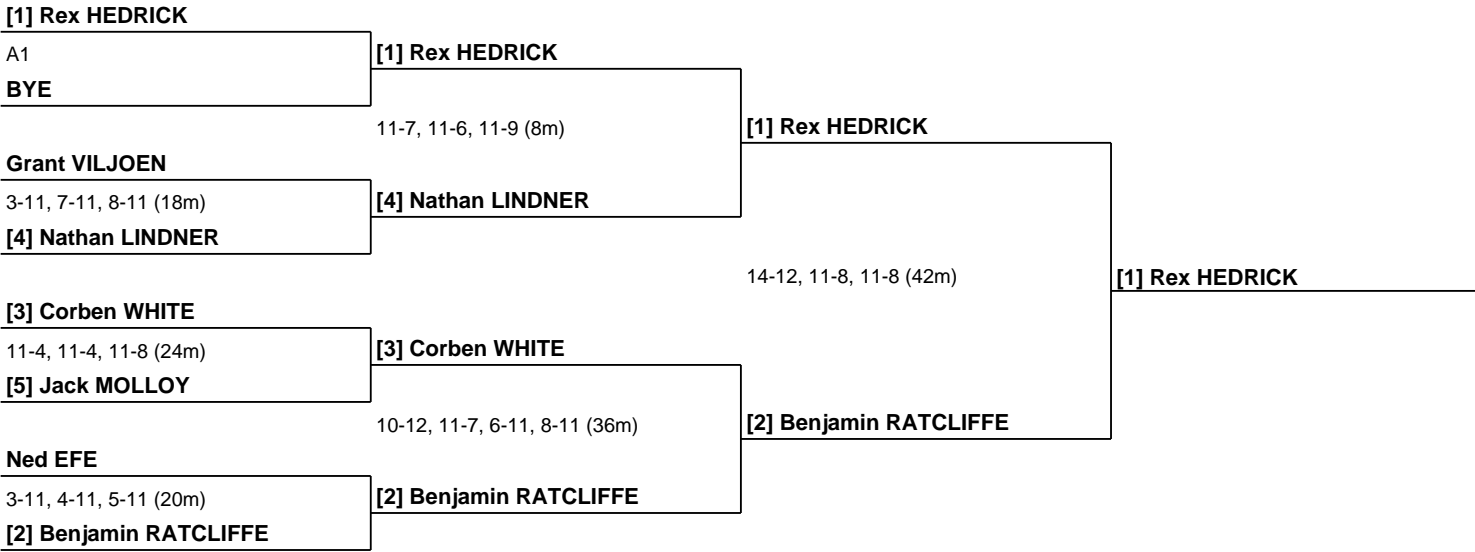 [1] Rex HEDRICK
A1
BYE
[1] Rex HEDRICK
11-7, 11-6, 11-9 (8m)
[1] Rex HEDRICK
Grant VILJOEN
3-11, 7-11, 8-11 (18m)
[4] Nathan LINDNER
[4] Nathan LINDNER
14-12, 11-8, 11-8 (42m)
[1] Rex HEDRICK
[3] Corben WHITE
11-4, 11-4, 11-8 (24m)
[5] Jack MOLLOY
[3] Corben WHITE
10-12, 11-7, 6-11, 8-11 (36m)
[2] Benjamin RATCLIFFE
Ned EFE
3-11, 4-11, 5-11 (20m)
[2] Benjamin RATCLIFFE
[2] Benjamin RATCLIFFE